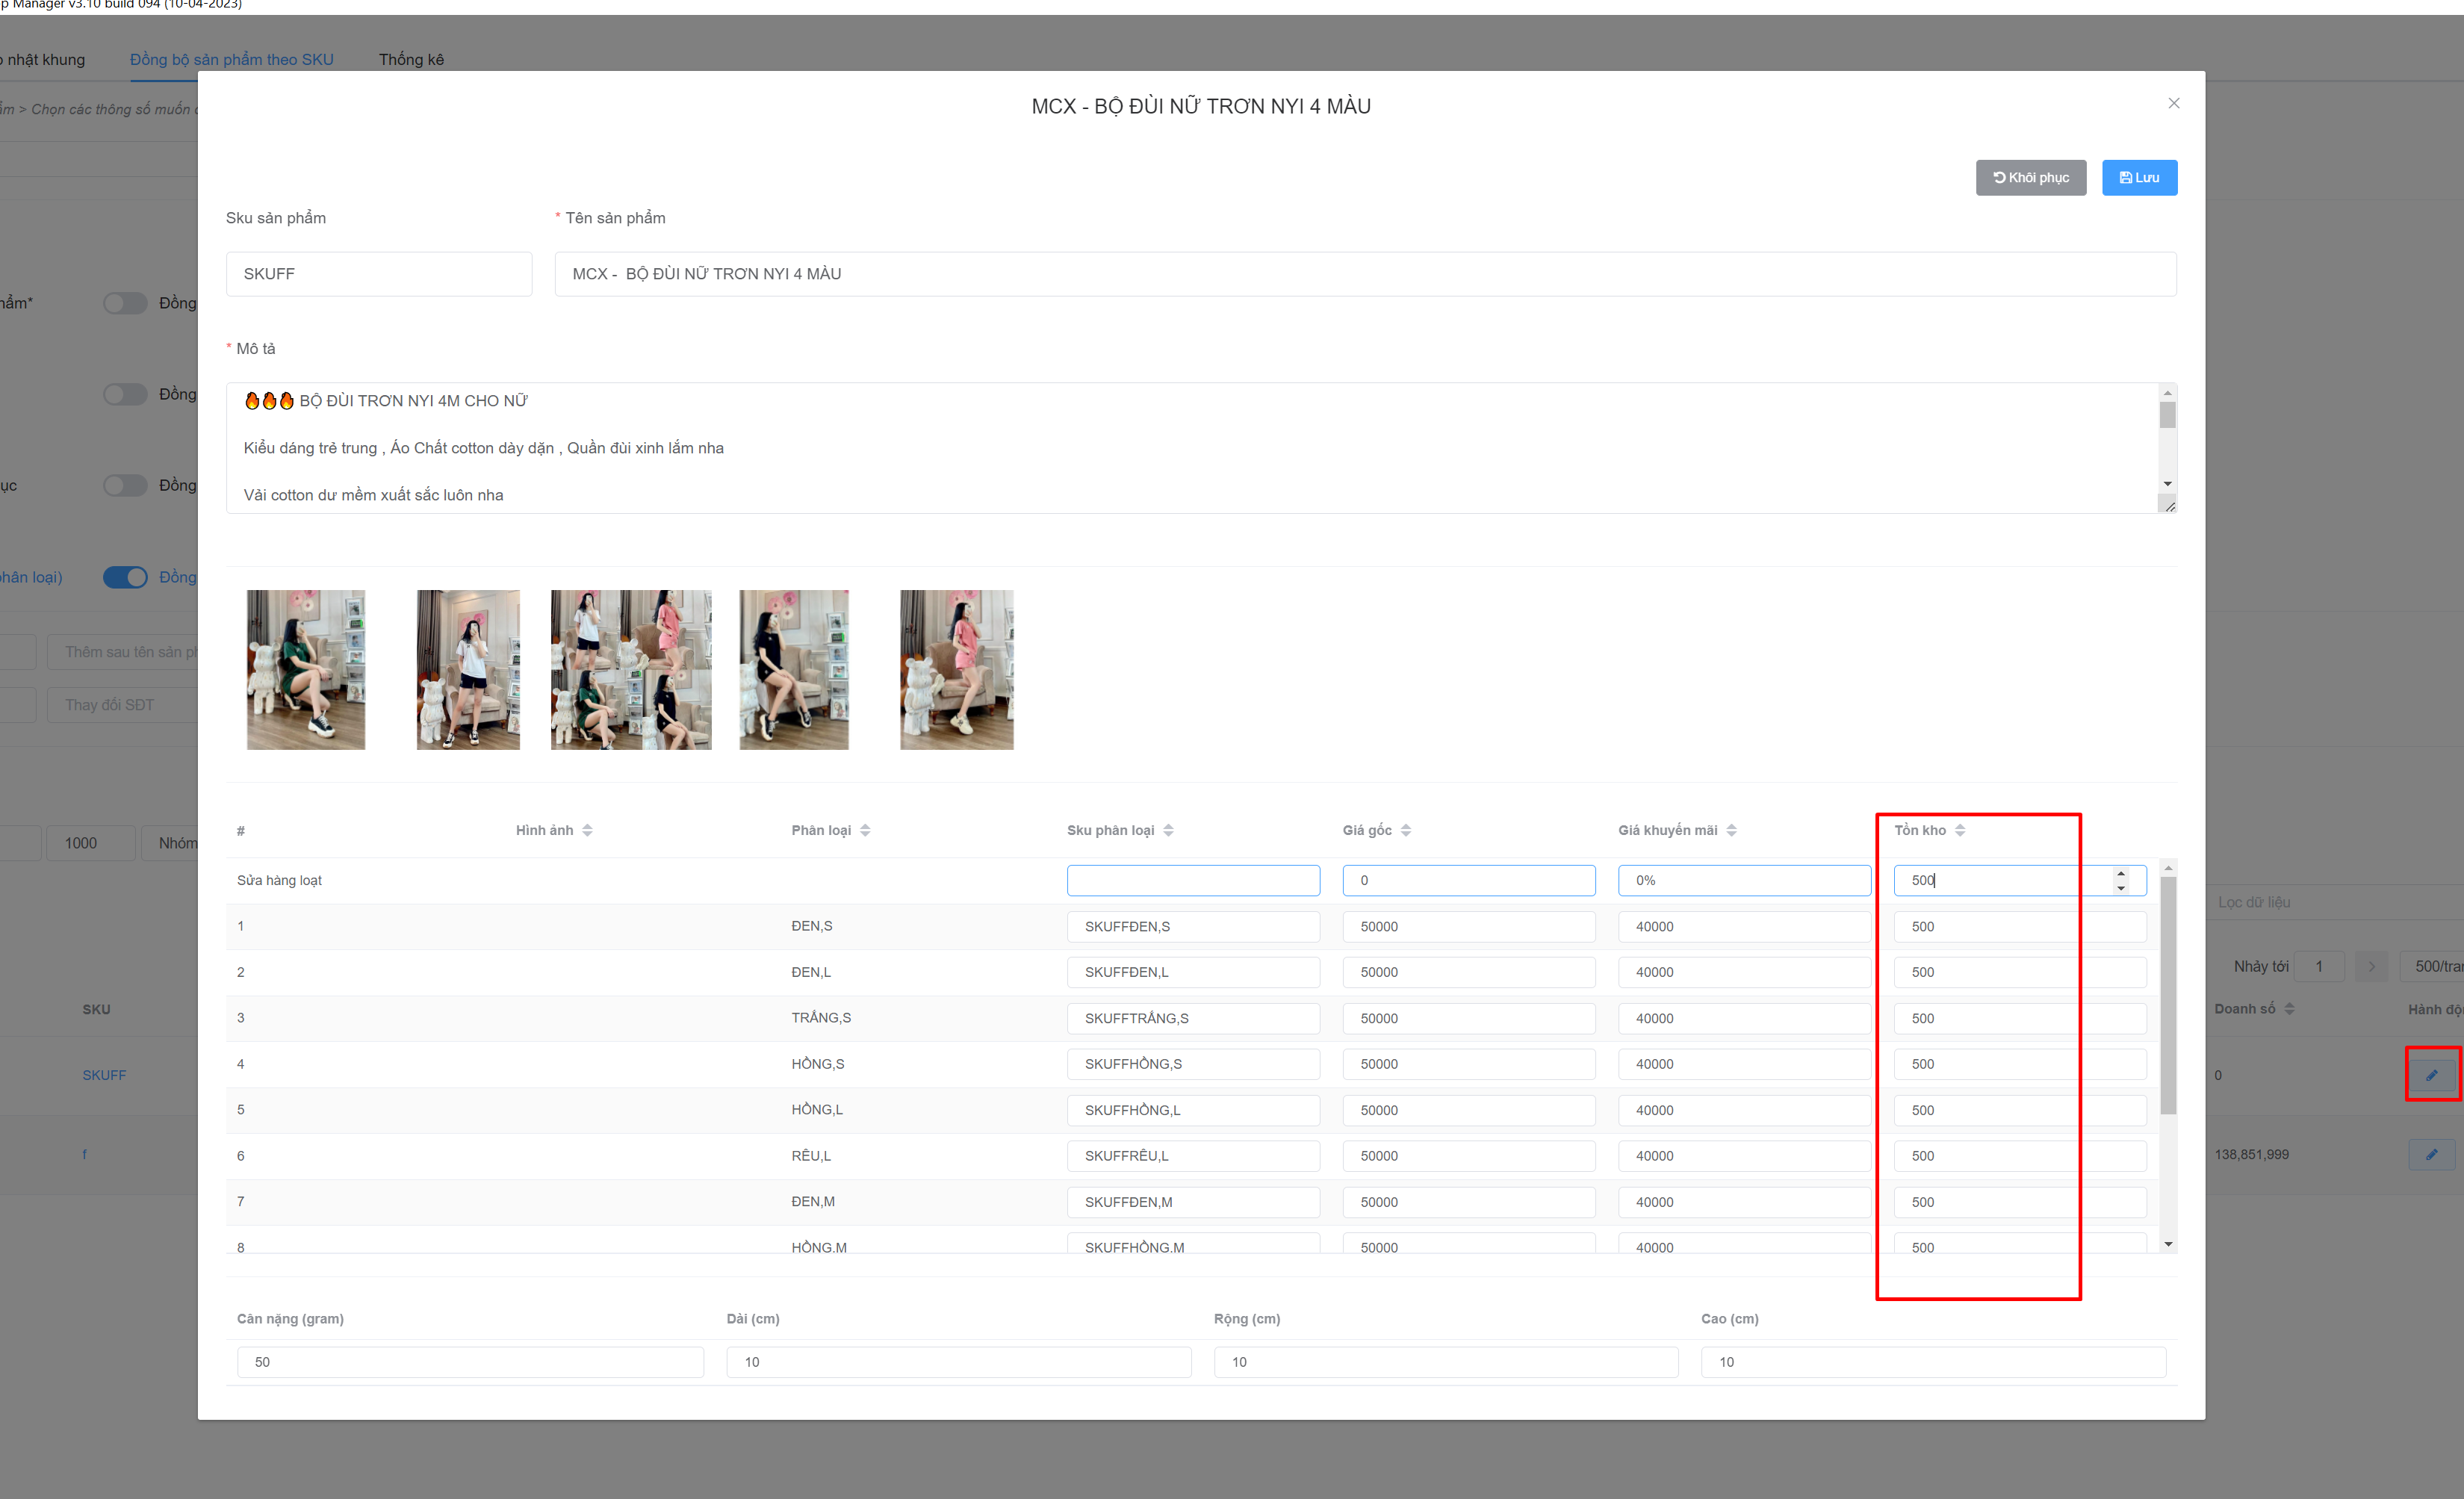 p Manager v3.10 build 094 (10-04-2023)
nhật khung Đồng bộ sản phẩm theo SKU Thống kê
> Chọn các thông số muốn
MCX - BỘ ĐÙI NỮ TRƠN NYI 4 MÀU
Khôi phục Lưu
Sku sản phẩm * Tên sản phẩm
SKUFF MCX - BỘ ĐÙI NỮ TRƠN NYI 4 MÀU
Đồng
* Mô tả
Đồng
🔥🔥🔥 BỘ ĐÙI TRƠN NYI 4M CHO NỮ
Kiểu dáng trẻ trung , Áo Chất cotton dày dặn , Quần đùi xinh lắm nha
Đồng
Vải cotton dư mềm xuất sắc luôn nha
phân loại) Đồng
Thêm sau tên sản
Thay đổi SĐT
# Hình ảnh Phân loại Sku phân loại Giá gốc Giá khuyến mãi Tồn kho
1000 Nhóm
Sửa hàng loạt 0 0% 500
Lọc dữ liệu
1 ĐEN,S SKUFFĐEN,S 50000 40000 500
2 ĐEN,L SKUFFĐEN,L 50000 40000 500
Nhảy tới 1 > 500/tra
3 TRẮNG,S SKUFFTRẮNG,S 50000 40000 500
SKU Doanh số Hành độ
4 HỒNG,S SKUFFHỒNG,S 50000 40000 500
SKUFF 0
5 HỒNG,L SKUFFHỒNG,L 50000 40000 500
6 RÊU,L SKUFFRÊU,L 50000 40000 500
f 138,851,999
7 ĐEN,M SKUFFĐEN,M 50000 40000 500
8 HỒNG,M SKUFFHỒNG,M 50000 40000 500
Cân nặng (gram) Dài (cm) Rộng (cm) Cao (cm)
50 10 10 10